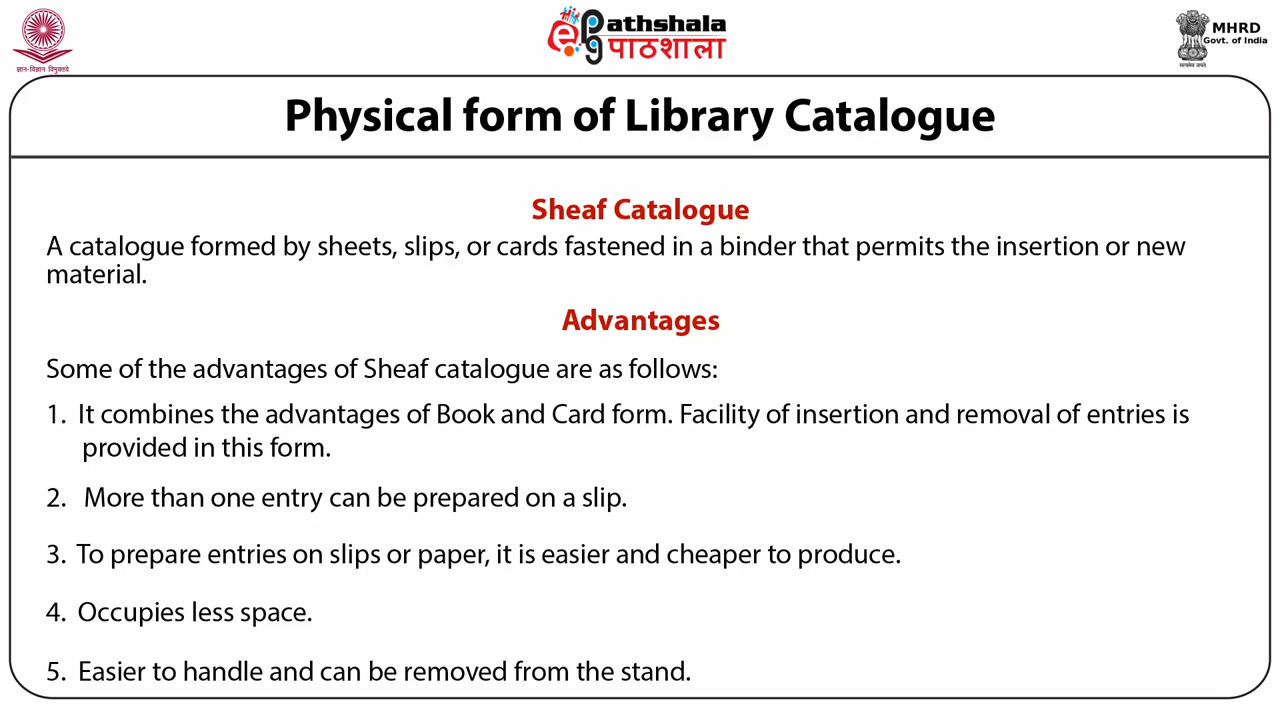 ज्ञान-विज्ञान विमुक्तये
epathshala
पाठशाला
MHRD
Govt. of India
सत्यमेव जयते
Physical form of Library Catalogue
Sheaf Catalogue
A catalogue formed by sheets, slips, or cards fastened in a binder that permits the insertion or new
material.
Advantages
Some of the advantages of Sheaf catalogue are as follows:
1. It combines the advantages of Book and Card form. Facility of insertion and removal of entries is
provided in this form.
2. More than one entry can be prepared on a slip.
3. To prepare entries on slips or paper, it is easier and cheaper to produce.
4. Occupies less space.
5. Easier to handle and can be removed from the stand.